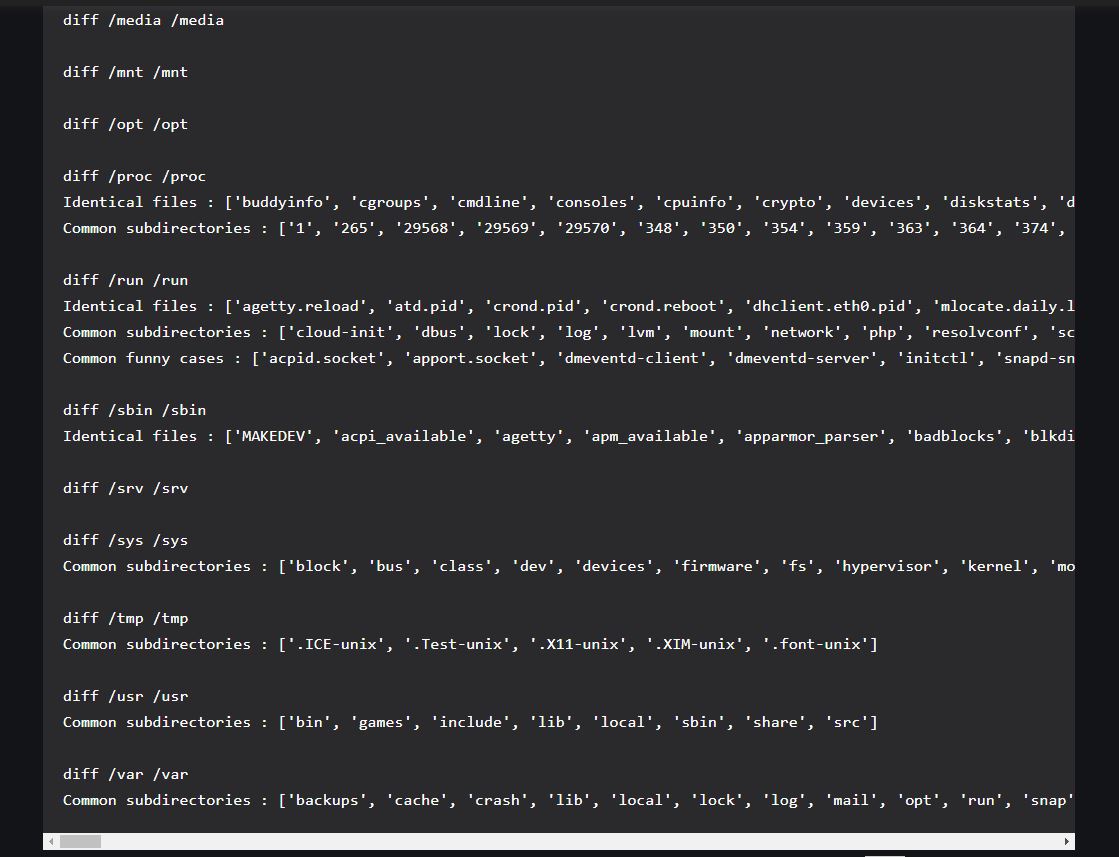 diff /media /media
diff /mnt /mnt
diff /opt /opt
diff /proc /proc
Identical files : ['buddyinfo', 'cgroups', 'cmdline', 'consoles', 'cpuinfo', 'crypto', 'devices', 'diskstats', 'd
Common subdirectories : ['1', '265', '29568', '29569', '29570', '348', '350', '354', '359', '363', '364', '374',
diff /run /run
Identical files : ['agetty.reload', 'atd.pid', 'crond.pid', 'crond.reboot', 'dhclient.eth0.pid', 'mlocate.daily.l
Common subdirectories : ['cloud-init', 'dbus', 'lock', 'log', 'lvm', 'mount', 'network', 'php', 'resolvconf', 'sc
Common funny cases : ['acpid.socket', 'apport.socket', 'dmeventd-client', 'dmeventd-server', 'initctl', 'snapd-sn
diff /sbin /sbin
Identical files : ['MAKEDEV', 'acpi_available', 'agetty', 'apm_available', 'apparmor_parser', 'badblocks', 'blkdi
diff /srv /srv
diff /sys /sys
Common subdirectories : ['block', 'bus', 'class', 'dev', 'devices', 'firmware', 'fs', 'hypervisor', 'kernel', 'mo
diff /tmp /tmp
Common subdirectories : ['.ICE-unix', '.Test-unix', '.X11-unix', '.XIM-unix', '.font-unix']
diff /usr /usr
Common subdirectories : ['bin', 'games', 'include', 'lib', 'local', 'sbin', 'share', 'src']
diff /var /var
Common subdirectories : ['backups', 'cache', 'crash', 'lib', 'local', 'lock', 'log', 'mail', 'opt', 'run', 'snap'